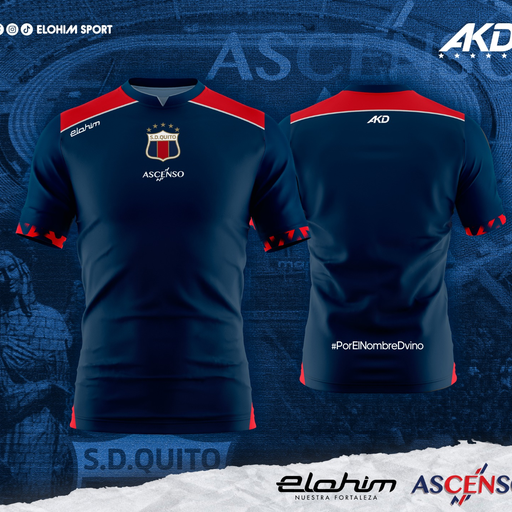 ELOHIM SPORT
AKD
ASCENSO
elohim
S.D.QUITO
ASCENSO
AKD
#PorElNombreDvino
S.D.QUITO
elohim
NUESTRA FORTALEZA
ASCENSO